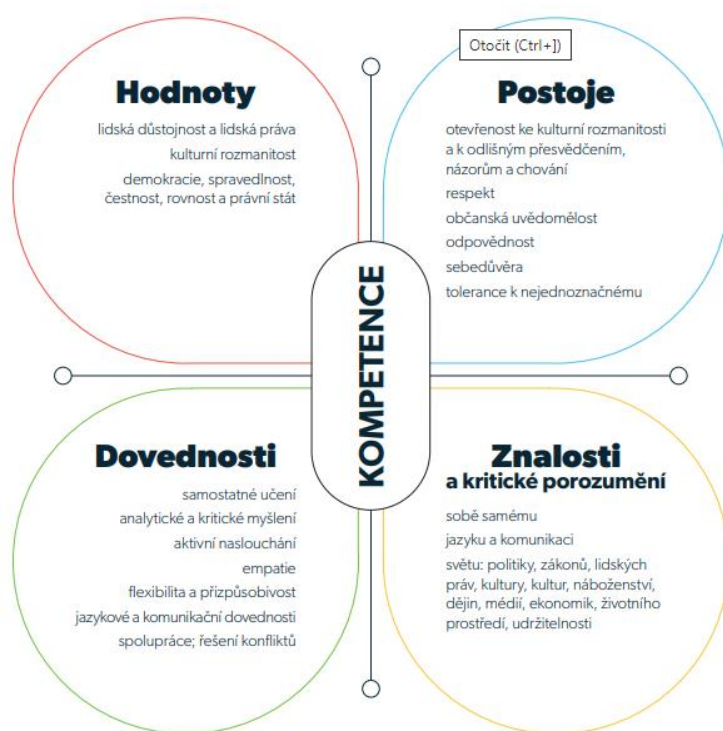 Otočit (Ctrl+])
Hodnoty
lidská důstojnost a lidská práva
kulturní rozmanitost
demokracie, spravedlnost,
čestnost, rovnost a právní stát
Postoje
otevřenost ke kulturní rozmanitosti
a k odlišným přesvědčením,
názorům a chování
respekt
občanská uvědomělost
odpovědnost
sebedůvěra
tolerance k nejednoznačnému
KOMPETENCE
Dovednosti
samostatné učení
analytické a kritické myšlení
aktivní naslouchání
empatie
flexibilita a přizpůsobivost
jazykové a komunikační dovednosti
spolupráce; řešení konfliktů
Znalosti
a kritické porozumění
sobě samému
jazyku a komunikaci
světu: politiky, zákonů, lidských
práv, kultury, kultur, náboženství,
dějin, médií, ekonomik, životního
prostředí, udržitelnosti